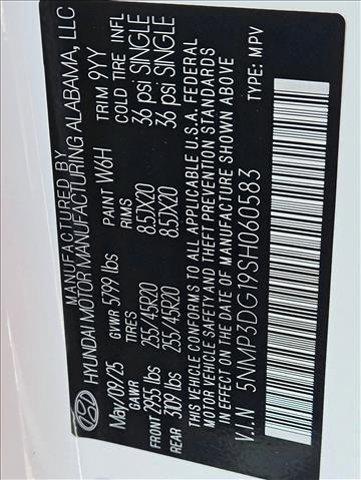 MANUFACTURED BY
HYUNDAI MOTOR MANUFACTURING ALABAMA, LLC
May/09/25 GVWR 5799 lbs PAINT W6H TRIM 9YY
GAWR TIRES RIMS COLD TIRE INFL
FRONT 2955 lbs 255/45R20 8.5JX20 36 psi SINGLE
REAR 3109 lbs 255/45R20 8.5JX20 36 psi SINGLE
THIS VEHICLE CONFORMS TO ALL APPLICABLE U.S.A. FEDERAL
MOTOR VEHICLE SAFETY AND THEFT PREVENTION STANDARDS
IN EFFECT ON THE DATE OF MANUFACTURE SHOWN ABOVE
V.I.N 5NMP3DG19SH060583 TYPE: MPV